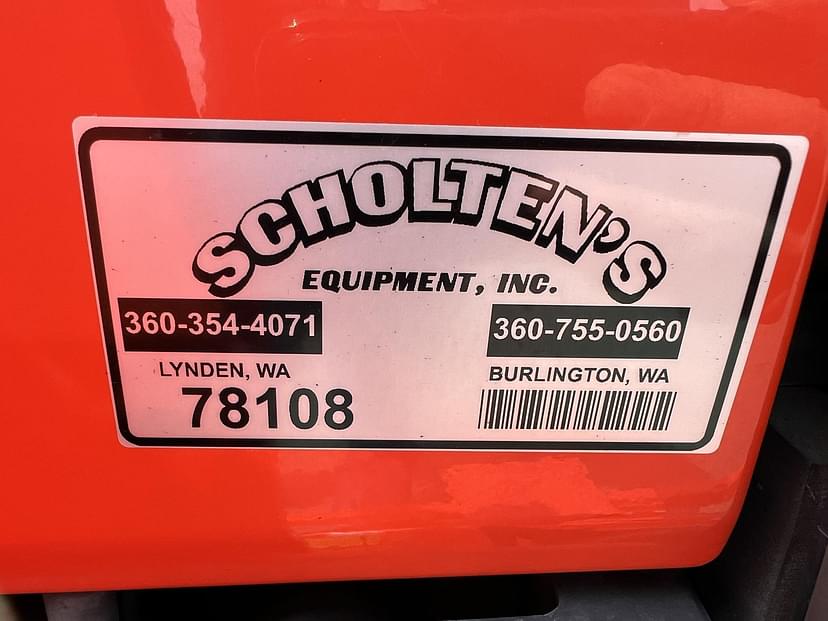 SCHOLTEN'S
EQUIPMENT, INC.
360-354-4071
LYNDEN, WA
78108
360-755-0560
BURLINGTON, WA